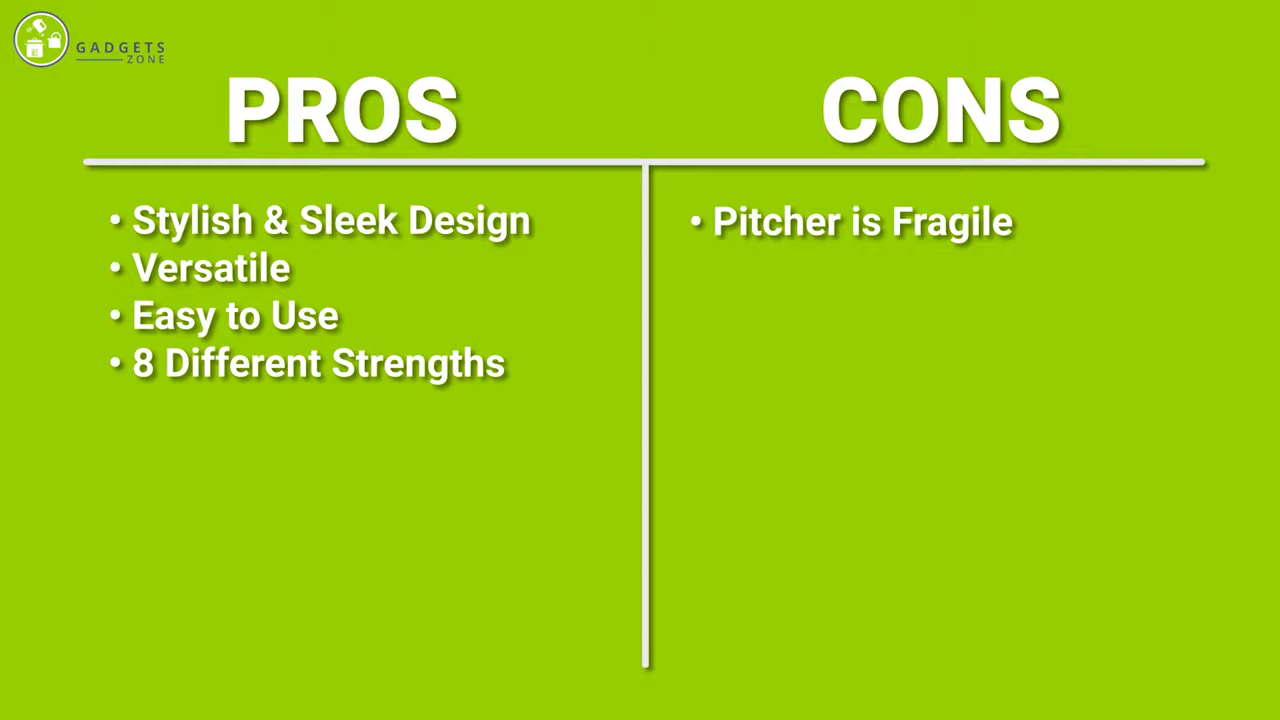 GADGETS
ZONE
PROS
CONS
• Stylish & Sleek Design
• Versatile
• Easy to Use
• 8 Different Strengths
• Pitcher is Fragile